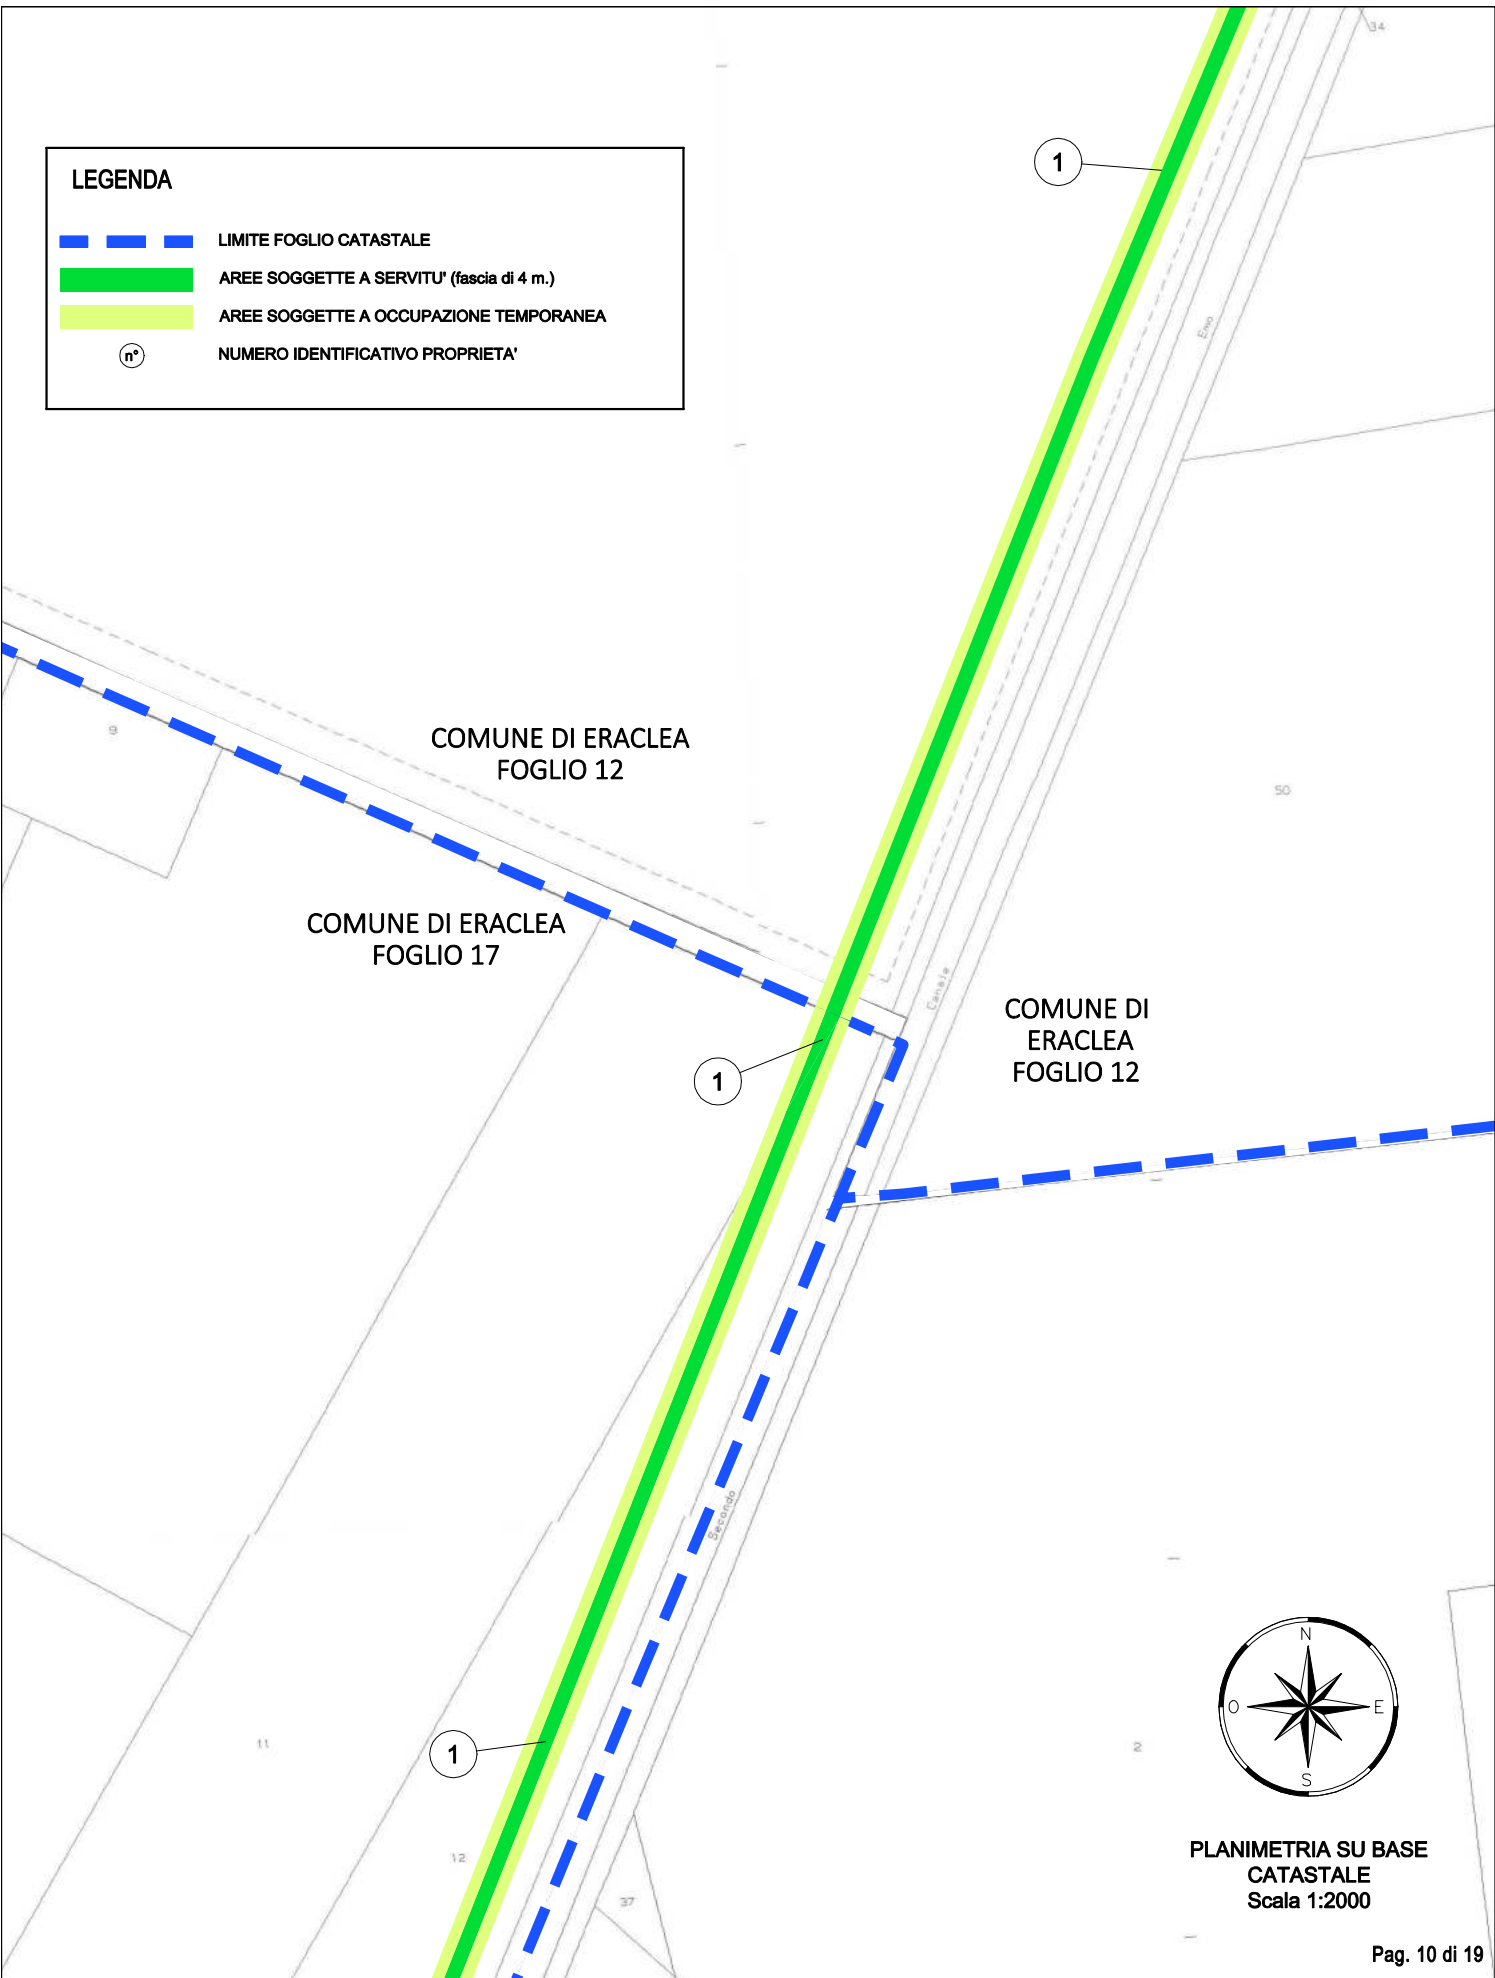 34
1
LEGENDA
LIMITE FOGLIO CATASTALE
AREE SOGGETTE A SERVITU' (fascia di 4 m.)
AREE SOGGETTE A OCCUPAZIONE TEMPORANEA
n°
NUMERO IDENTIFICATIVO PROPRIETA'
Emo
9
COMUNE DI ERACLEA
FOGLIO 12
50
COMUNE DI ERACLEA
FOGLIO 17
Canale
COMUNE DI
ERACLEA
FOGLIO 12
1
Secondo
N
O
E
S
11
1
2
12
37
PLANIMETRIA SU BASE
CATASTALE
Scala 1:2000
Pag. 10 di 19